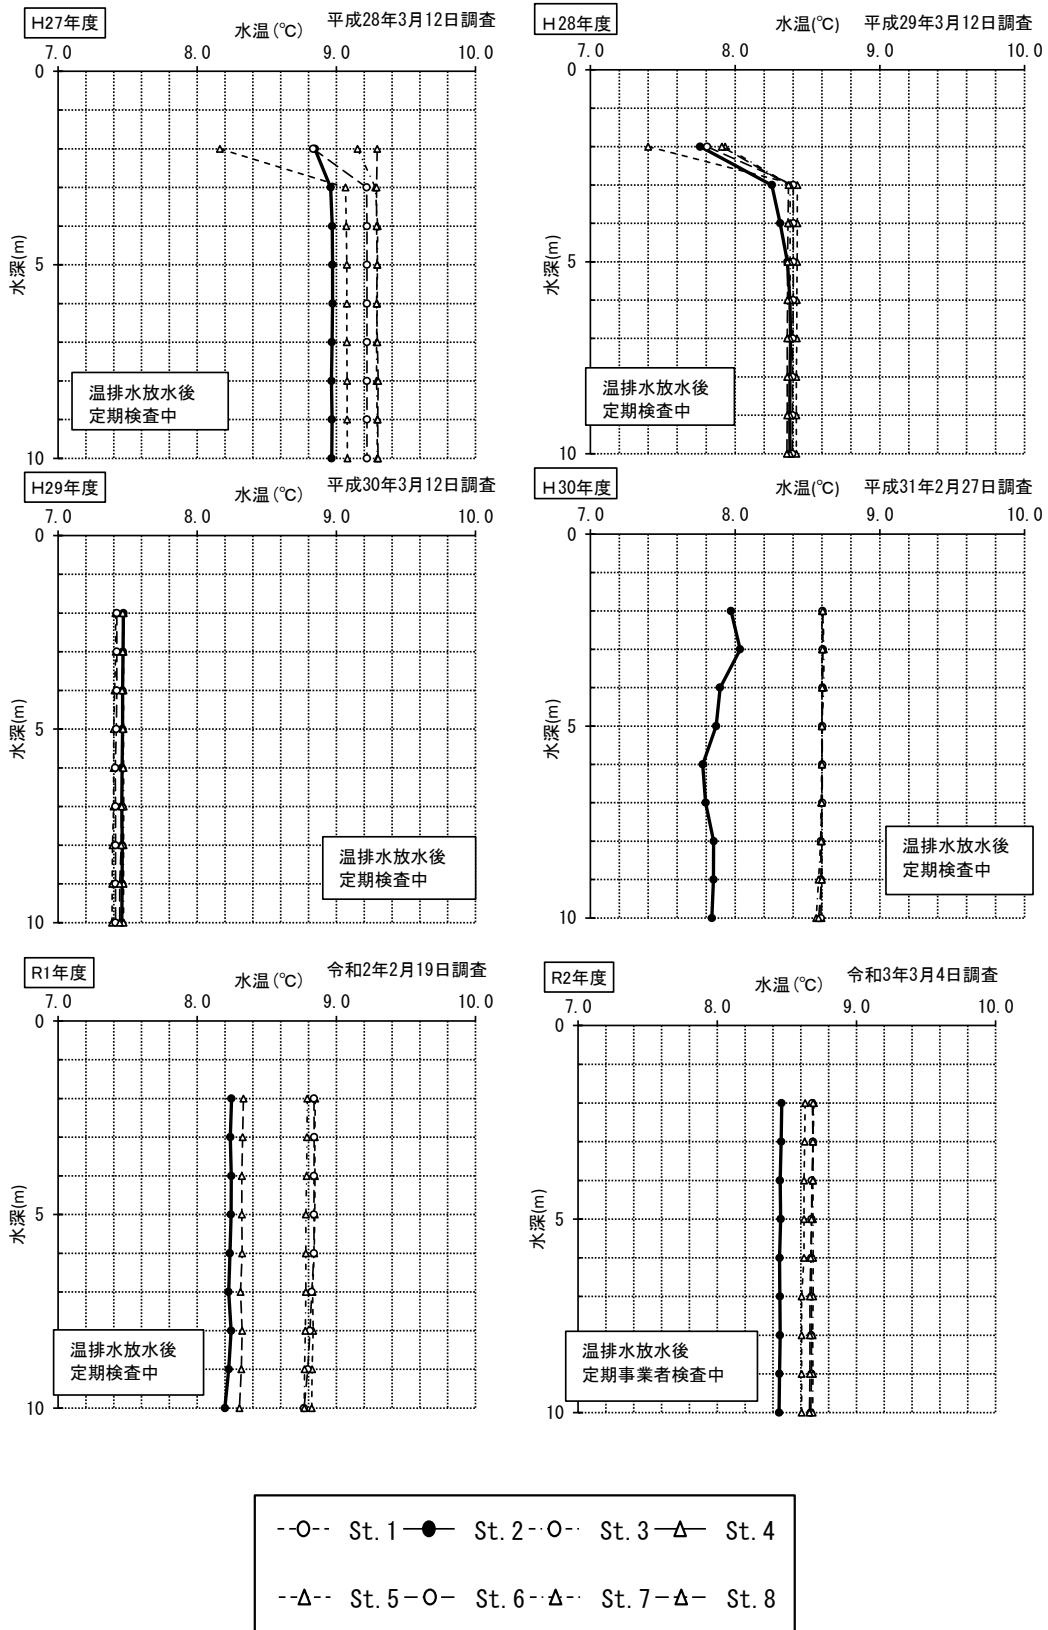 H27年度
平成28年3月12日調査
水温(℃)
7.0 8.0 9.0 10.0
0
5
10
水深(m)
温排水放水後
定期検査中
H28年度
平成29年3月12日調査
水温(℃)
7.0 8.0 9.0 10.0
0
5
10
水深(m)
温排水放水後
定期検査中
H29年度
平成30年3月12日調査
水温(℃)
7.0 8.0 9.0 10.0
0
5
10
水深(m)
温排水放水後
定期検査中
H30年度
平成31年2月27日調査
水温(℃)
7.0 8.0 9.0 10.0
0
5
10
水深(m)
温排水放水後
定期検査中
R1年度
令和2年2月19日調査
水温(℃)
7.0 8.0 9.0 10.0
0
5
10
水深(m)
温排水放水後
定期検査中
R2年度
令和3年3月4日調査
水温(℃)
7.0 8.0 9.0 10.0
0
5
10
水深(m)
温排水放水後
定期事業者検査中
St.1 St.2 St.3 St.4
St.5 St.6 St.7 St.8